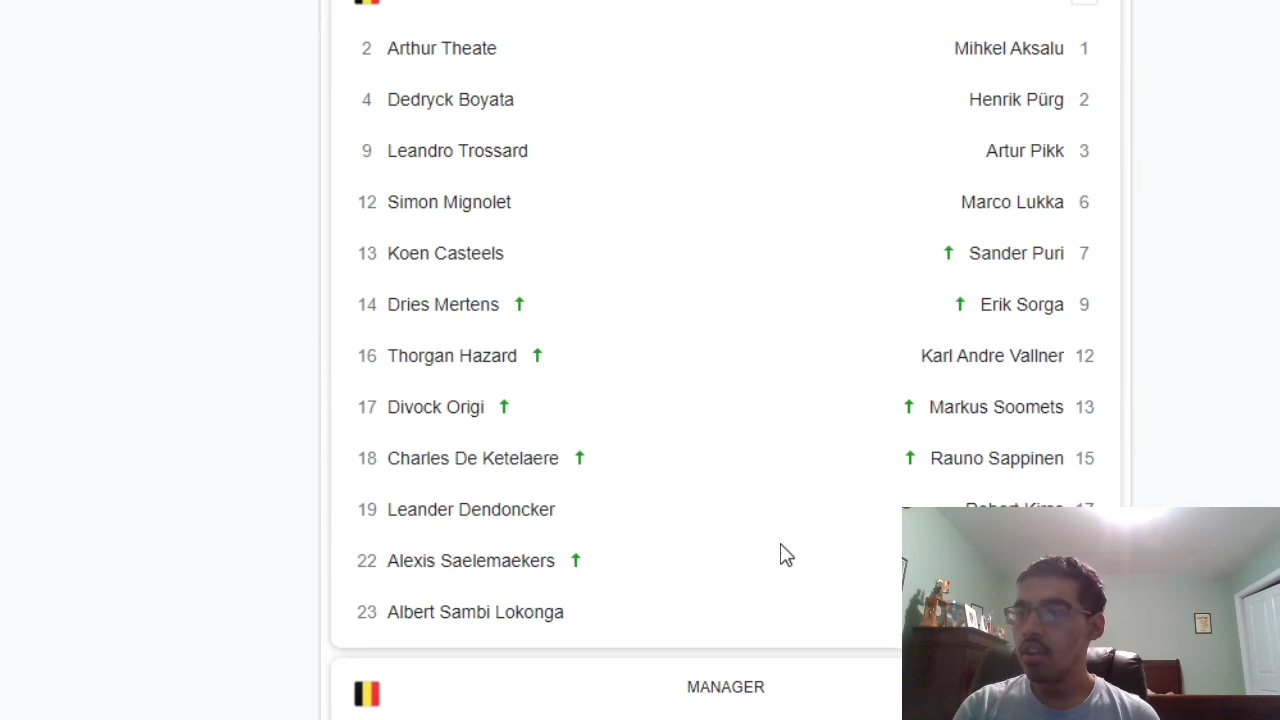 2 Arthur Theate Mihkel Aksalu 1
4 Dedryck Boyata Henrik Pürg 2
9 Leandro Trossard Artur Pikk 3
12 Simon Mignolet Marco Lukka 6
13 Koen Casteels ↑ Sander Puri 7
14 Dries Mertens ↑ ↑ Erik Sorga 9
16 Thorgan Hazard ↑ Karl Andre Vallner 12
17 Divock Origi ↑ ↑ Markus Soomets 13
18 Charles De Ketelaere ↑ ↑ Rauno Sappinen 15
19 Leander Dendoncker
22 Alexis Saelemaekers ↑
23 Albert Sambi Lokonga
MANAGER